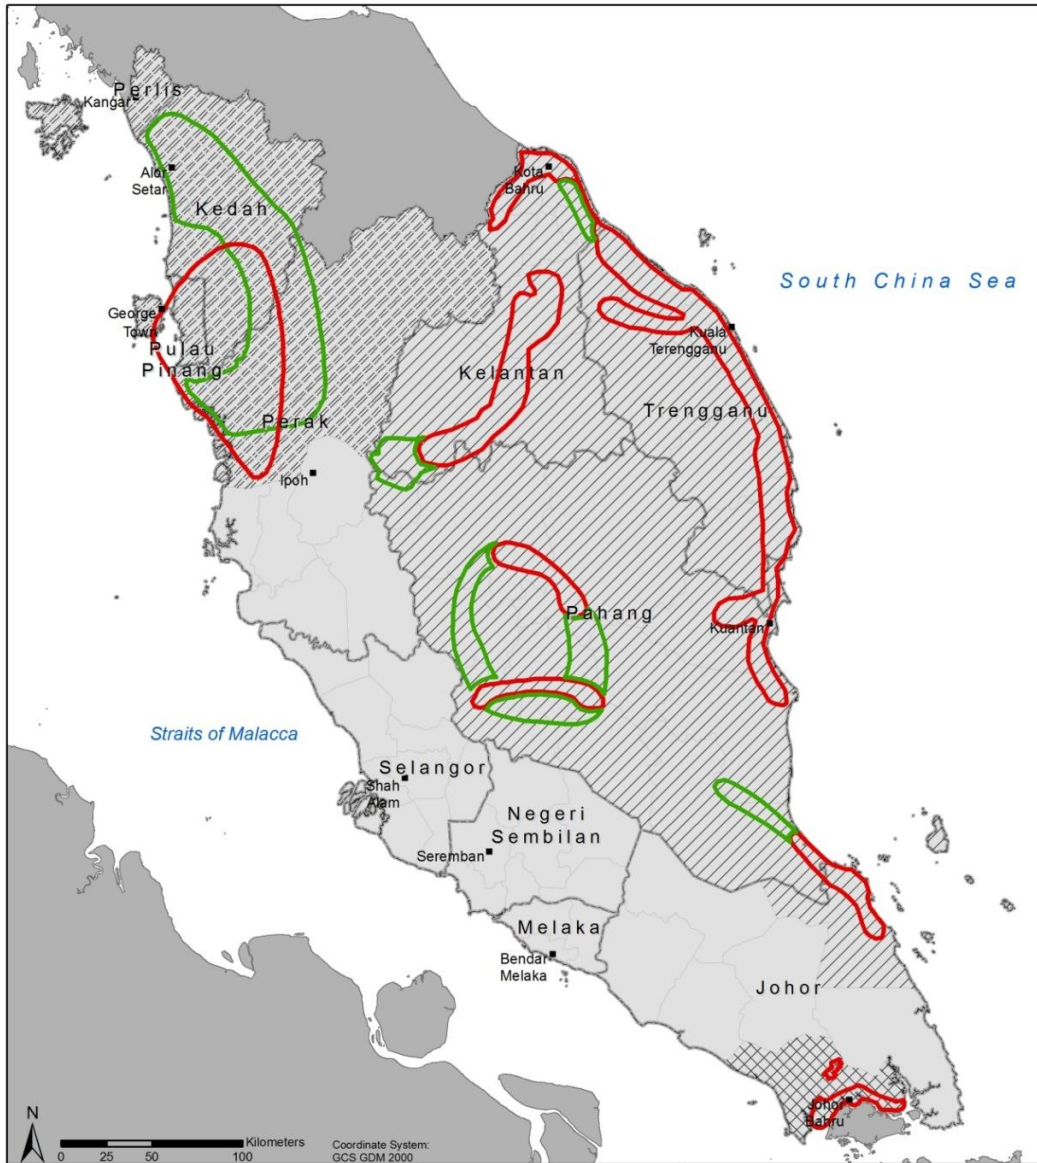 Perlis
Kangar
Alor
Setar
Kedah
Kota
Bahru
South China Sea
George
Town
Pulau
Pinang
Kuala
Terengganu
Kelantan
Trengganu
Perak
Ipoh
Pahang
Kuantan
Straits of Malacca
Selangor
Shah
Alam
Negeri
Sembilan
Seremban
Melaka
Bendar
Melaka
Johor
Johor
Bahru
N
Kilometers
0 25 50 100
Coordinate System:
GCS GDM 2000